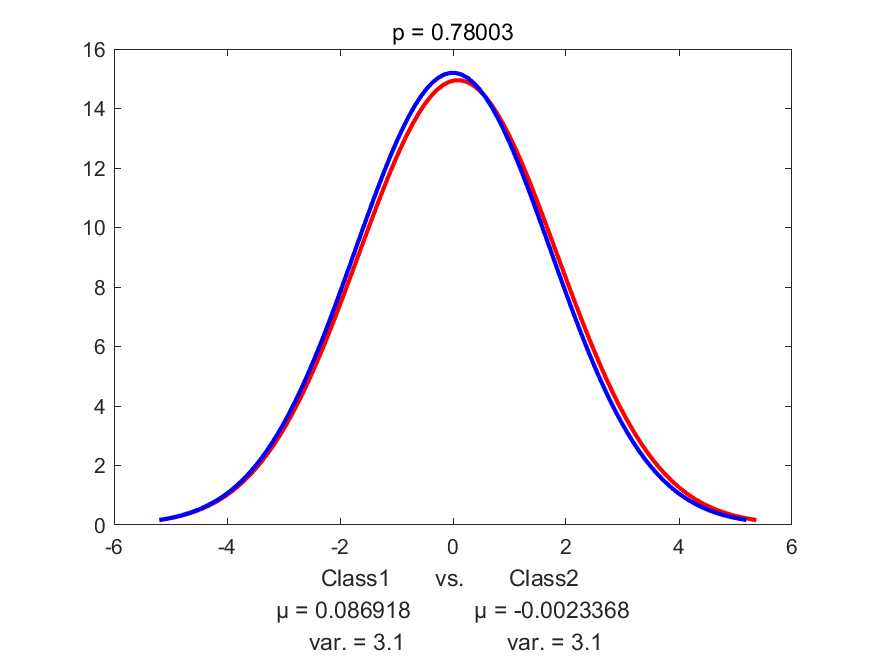 p = 0.78003
16
14
12
10
8
6
4
2
0
-6 -4 -2 0 2 4 6
Class1 vs. Class2
μ = 0.086918 μ = -0.0023368
var. = 3.1 var. = 3.1